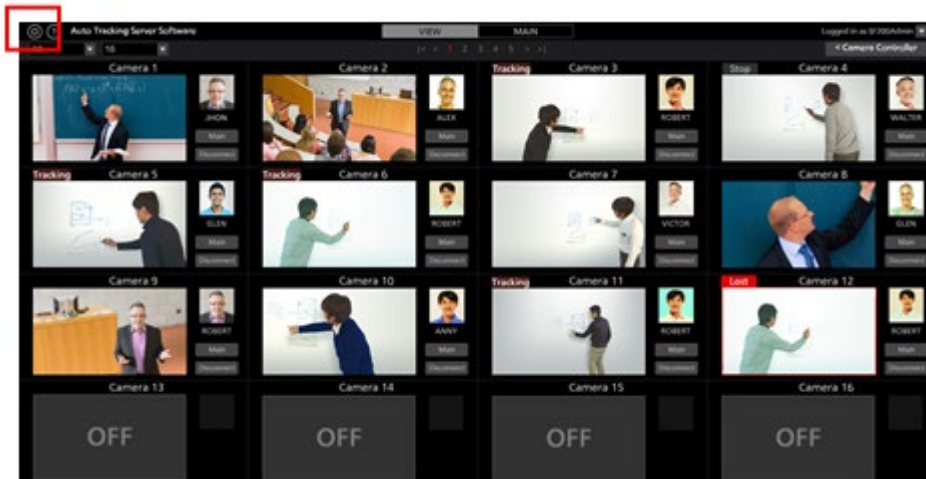 Auto Tracking Server Software
VIEW
MAIN
|< < 1 2 3 4 5 > >|
< Camera Controller
Camera 1
JHON
Main
Disconnect
Camera 2
ALEX
Main
Disconnect
Tracking
Camera 3
ROBERT
Main
Disconnect
Stop
Camera 4
WALTER
Main
Disconnect
Tracking
Camera 5
GLEN
Main
Disconnect
Tracking
Camera 6
ROBERT
Main
Disconnect
Camera 7
VICTOR
Main
Disconnect
Camera 8
GLEN
Main
Disconnect
Camera 9
ROBERT
Main
Disconnect
Camera 10
ANNY
Main
Disconnect
Tracking
Camera 11
ROBERT
Main
Disconnect
Lost
Camera 12
ROBERT
Main
Disconnect
Camera 13
OFF
Camera 14
OFF
Camera 15
OFF
Camera 16
OFF